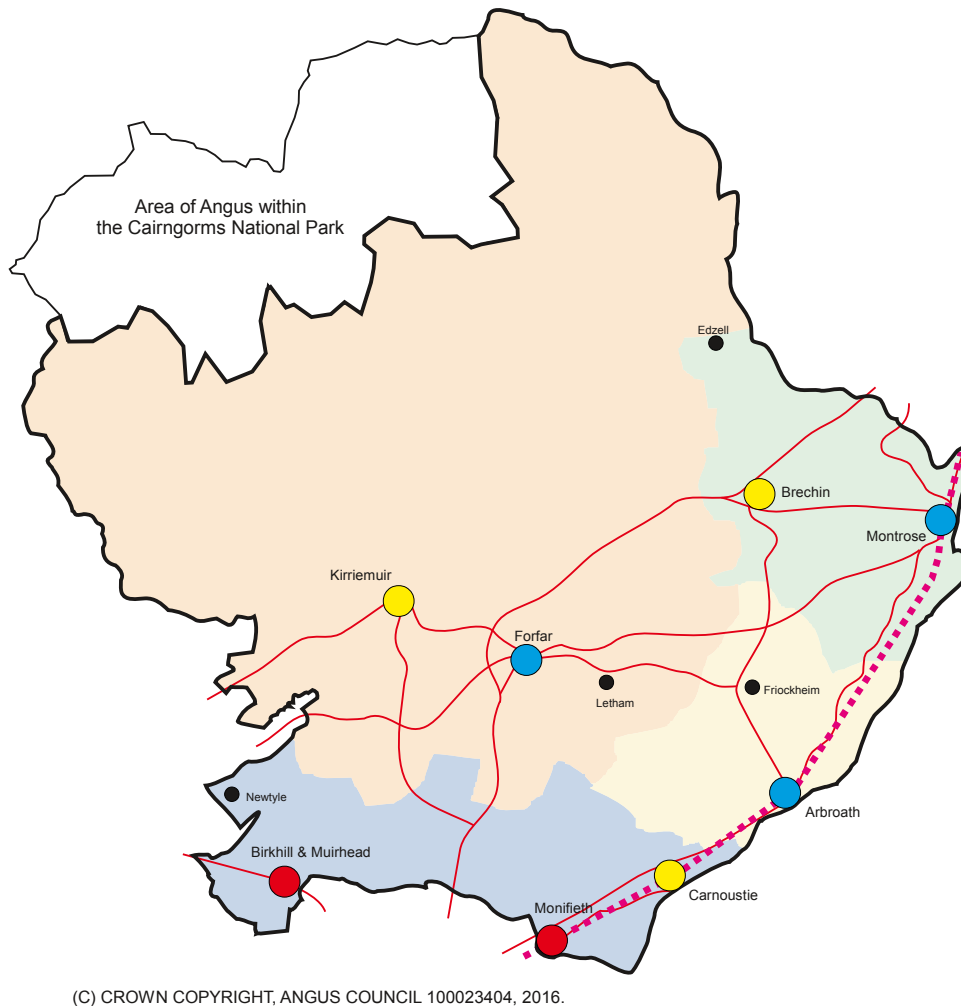 Area of Angus within
the Cairngorms National Park
Edzell
Brechin
Montrose
Kirriemuir
Forfar
Letham
Friockheim
Newtyle
Arbroath
Birkhill & Muirhead
Carnoustie
Monifieth
(C) CROWN COPYRIGHT, ANGUS COUNCIL 100023404, 2016.